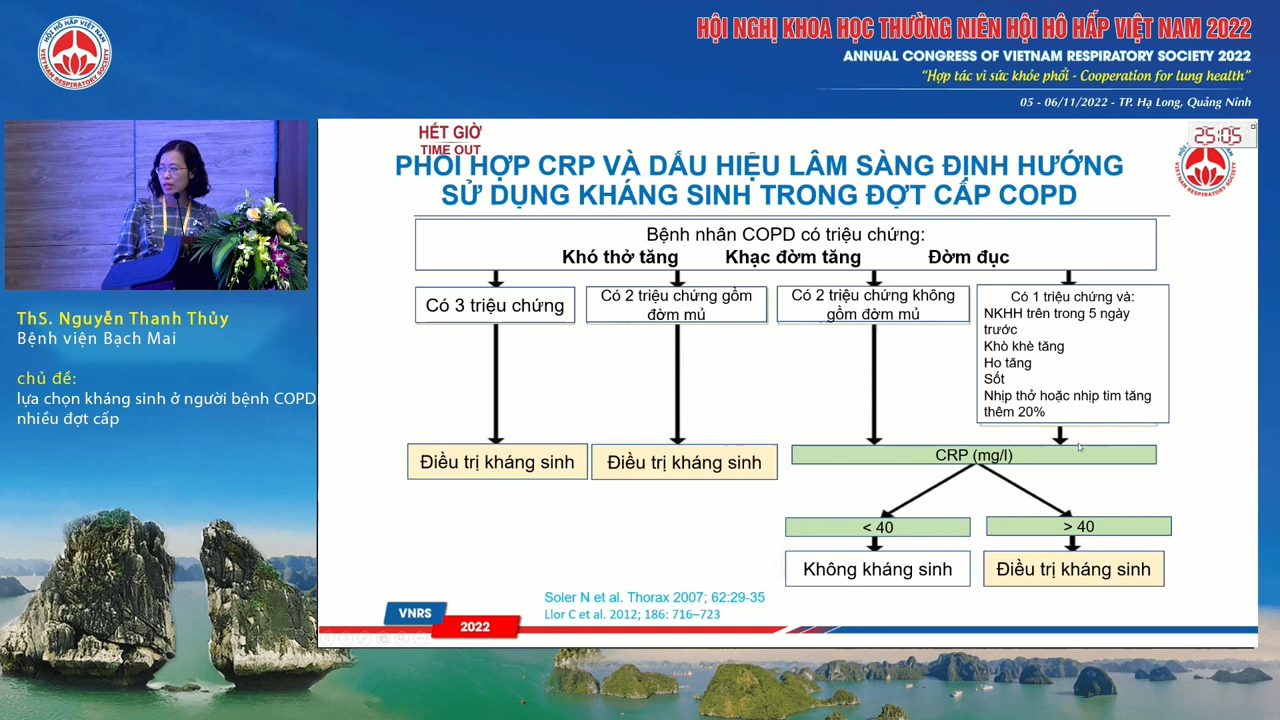 HỘI NGHỊ KHOA HỌC THƯỜNG NIÊN HỘI HÔ HẤP VIỆT NAM 2022
ANNUAL CONGRESS OF VIETNAM RESPIRATORY SOCIETY 2022
"Hợp tác vì sức khỏe phổi - Cooperation for lung health"
05 - 06/11/2022 - TP. Hạ Long, Quảng Ninh
HỘI HÔ HẤP VIỆT NAM
VIETNAM RESPIRATORY SOCIETY
ThS. Nguyễn Thanh Thủy
Bệnh viện Bạch Mai
chủ đề:
lựa chọn kháng sinh ở người bệnh COPD
nhiều đợt cấp
HẾT GIỜ
TIME OUT
25:05
PHỐI HỢP CRP VÀ DẤU HIỆU LÂM SÀNG ĐỊNH HƯỚNG
SỬ DỤNG KHÁNG SINH TRONG ĐỢT CẤP COPD
Bệnh nhân COPD có triệu chứng:
Khó thở tăng Khạc đờm tăng Đờm đục
Có 3 triệu chứng
Có 2 triệu chứng gồm
đờm mủ
Có 2 triệu chứng không
gồm đờm mủ
Có 1 triệu chứng và:
NKHH trên trong 5 ngày
trước
Khò khè tăng
Ho tăng
Sốt
Nhịp thở hoặc nhịp tim tăng
thêm 20%
Điều trị kháng sinh
Điều trị kháng sinh
CRP (mg/l)
< 40
> 40
Không kháng sinh
Điều trị kháng sinh
Soler N et al. Thorax 2007; 62:29-35
Llor C et al. 2012; 186: 716–723
VNRS
2022